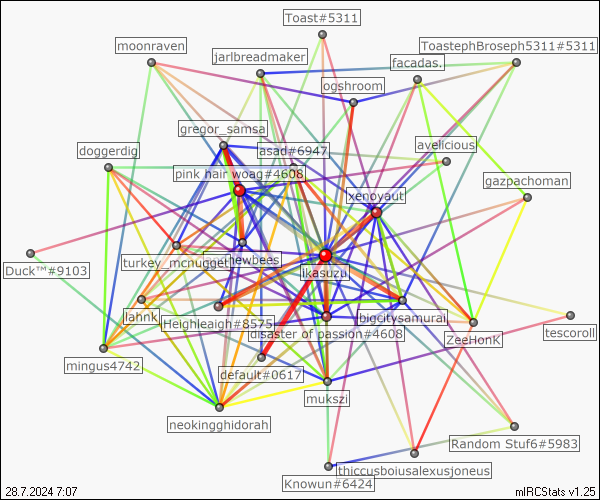 Toast#5311
moonraven
ToastephBroseph5311#5311
jarlbreadmaker
facadas.
ogshroom
gregor_samsa
avelicious
asad#6947
doggerdig
pink hair woag#4608
gazpachoman
xenoyaut
turkey_mcnugget
hewbees
Duck™#9103
ikasuzu
lahnk
Heighleaigh#8575
bigcitysamurai
disaster of passion#4608
tescoroll
ZeeHonK
mingus4742
default#0617
mukszi
neokingghidorah
Random Stuf6#5983
thiccusboiusalexusjoneus
Knowun#6424
28.7.2024 7:07
mIRCStats v1.25